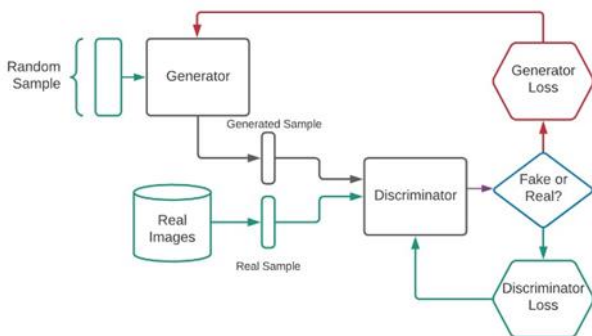 Random
Sample
Generator
Generator
Loss
Generated Sample
Discriminator
Fake or
Real?
Real
Images
Real Sample
Discriminator
Loss